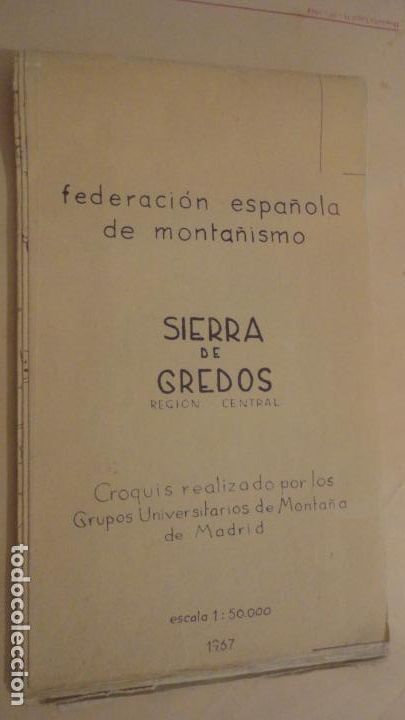 federación española
de montañismo
SIERRA
DE
GREDOS
REGION CENTRAL
Croquis realizado por los
Grupos Universitarios de Montaña
de Madrid
escala 1:50.000
1967
todocoleccion